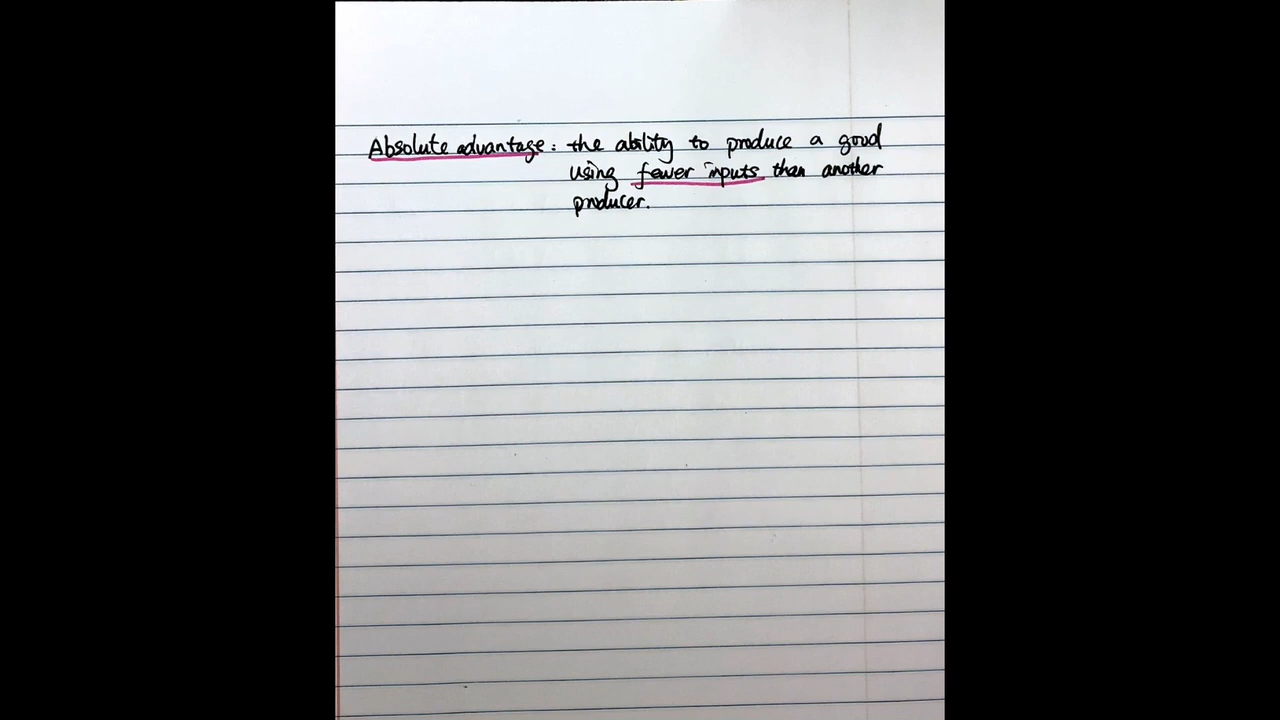 Absolute advantage : the ability to produce a good
using fewer inputs than another
producer.